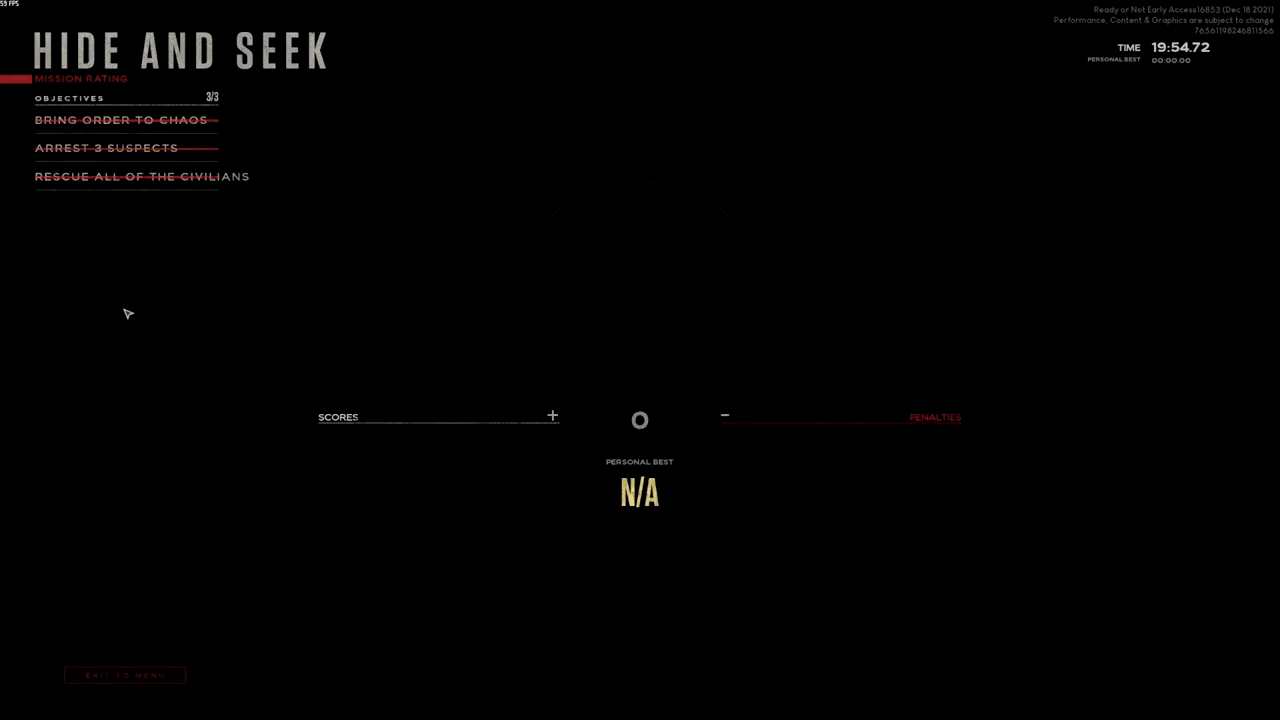 59 FPS
Ready or Not Early Access16853 (Dec 18 2021)
Performance, Content & Graphics are subject to change
76561198246811566
HIDE AND SEEK
TIME 19:54.72
PERSONAL BEST 00:00.00
MISSION RATING
OBJECTIVES 3/3
BRING ORDER TO CHAOS
ARREST 3 SUSPECTS
RESCUE ALL OF THE CIVILIANS
SCORES + 0 − PENALTIES
PERSONAL BEST
N/A
EXIT TO MENU